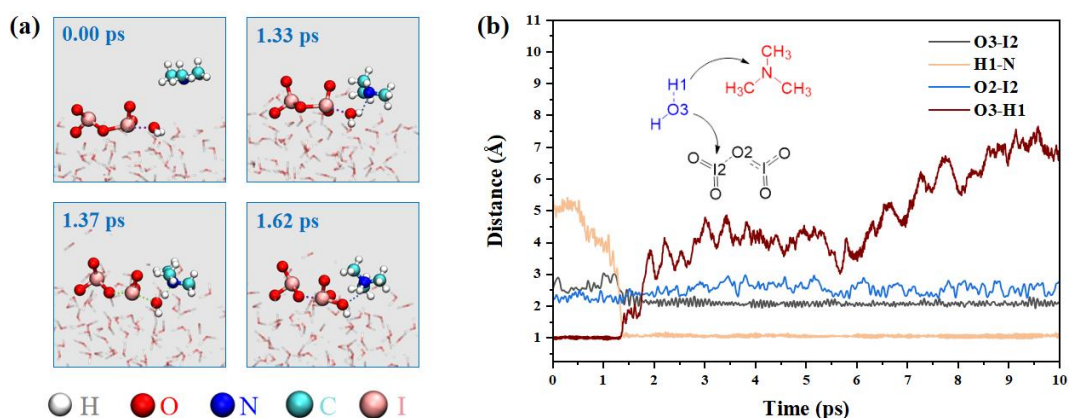 (a)
0.00 ps
1.33 ps
1.37 ps
1.62 ps
H O N C I
(b)
Distance (Å)
11
10
9
8
7
6
5
4
3
2
1
0 1 2 3 4 5 6 7 8 9 10
Time (ps)
O3-I2
H1-N
O2-I2
O3-H1
CH3
N
H3C CH3
H1
H O3
O I2 O2 I O
O O